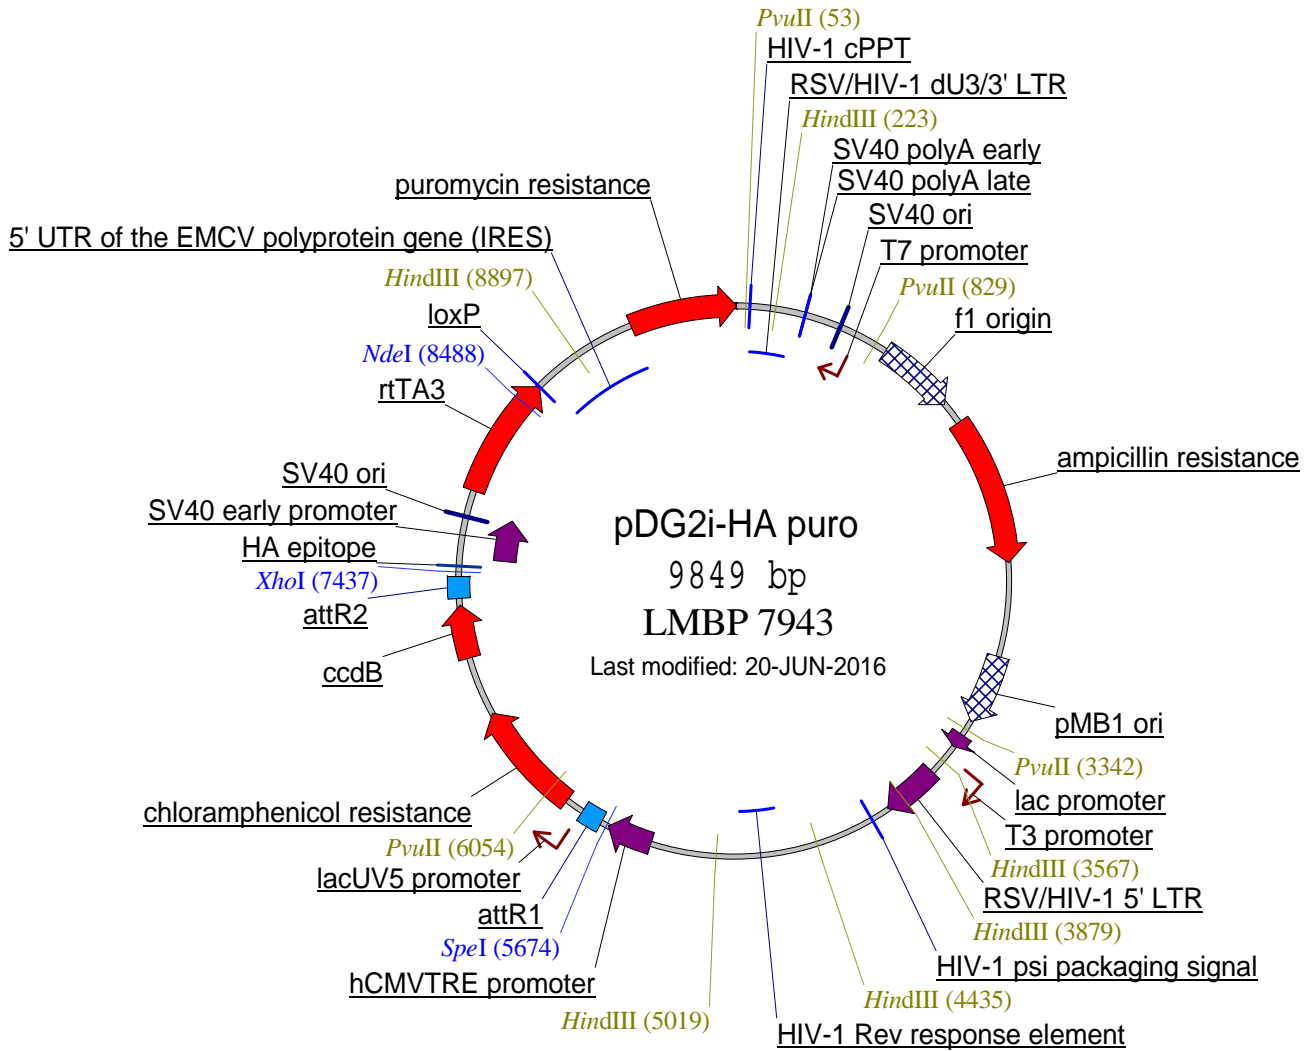 PvuII (53)
HIV-1 cPPT
RSV/HIV-1 dU3/3' LTR
HindIII (223)
SV40 polyA early
SV40 polyA late
SV40 ori
T7 promoter
PvuII (829)
f1 origin
ampicillin resistance
pMB1 ori
PvuII (3342)
lac promoter
T3 promoter
HindIII (3567)
RSV/HIV-1 5' LTR
HindIII (3879)
HIV-1 psi packaging signal
HindIII (4435)
HIV-1 Rev response element
HindIII (5019)
hCMVTRE promoter
SpeI (5674)
attR1
lacUV5 promoter
PvuII (6054)
chloramphenicol resistance
ccdB
attR2
XhoI (7437)
HA epitope
SV40 early promoter
SV40 ori
rtTA3
NdeI (8488)
loxP
HindIII (8897)
5' UTR of the EMCV polyprotein gene (IRES)
puromycin resistance
pDG2i-HA puro
9849 bp
LMBP 7943
Last modified: 20-JUN-2016